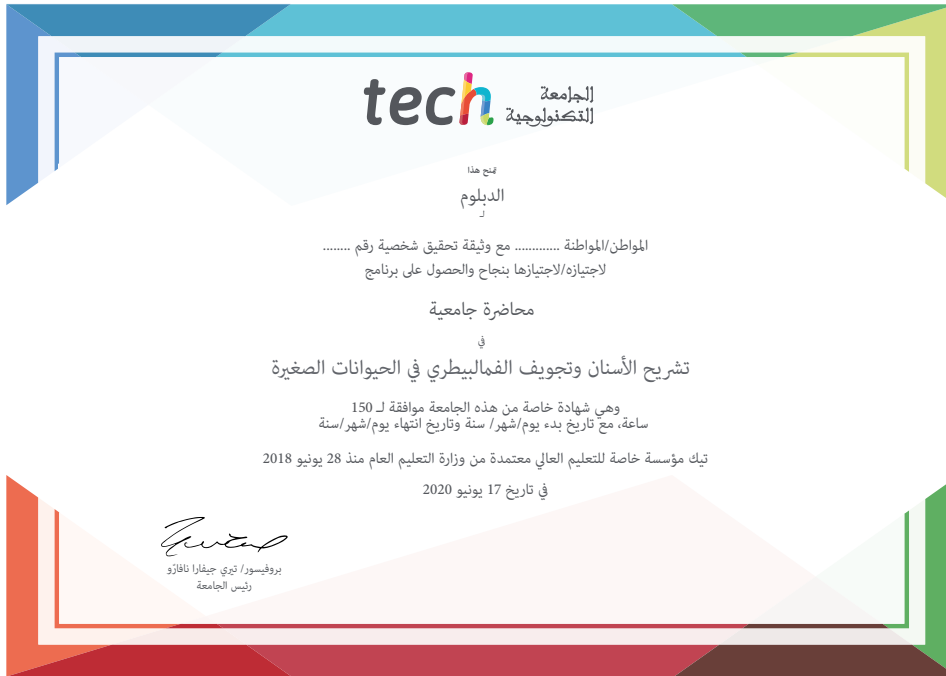 tech الجامعة
التكنولوجية
تمنح هذا
الدبلوم
لـ
المواطن/المواطنة ............. مع وثيقة تحقيق شخصية رقم ........
لاجتيازه/لاجتيازها بنجاح والحصول على برنامج
محاضرة جامعية
في
تشريح الأسنان وتجويف الفمالبيطري في الحيوانات الصغيرة
وهي شهادة خاصة من هذه الجامعة موافقة لـ 150
ساعة، مع تاريخ بدء يوم/شهر/ سنة وتاريخ انتهاء يوم/شهر/سنة
تيك مؤسسة خاصة للتعليم العالي معتمدة من وزارة التعليم العام منذ 28 يونيو 2018
في تاريخ 17 يونيو 2020
بروفيسور/ تيري جيفارا نافارّو
رئيس الجامعة